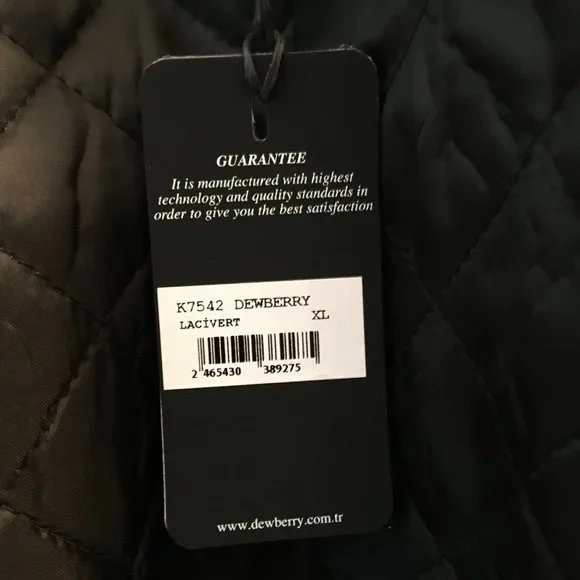 GUARANTEE
It is manufactured with highest
technology and quality standards in
order to give you the best satisfaction
K7542 DEWBERRY
LACİVERT XL
2 465430 389275
www.dewberry.com.tr